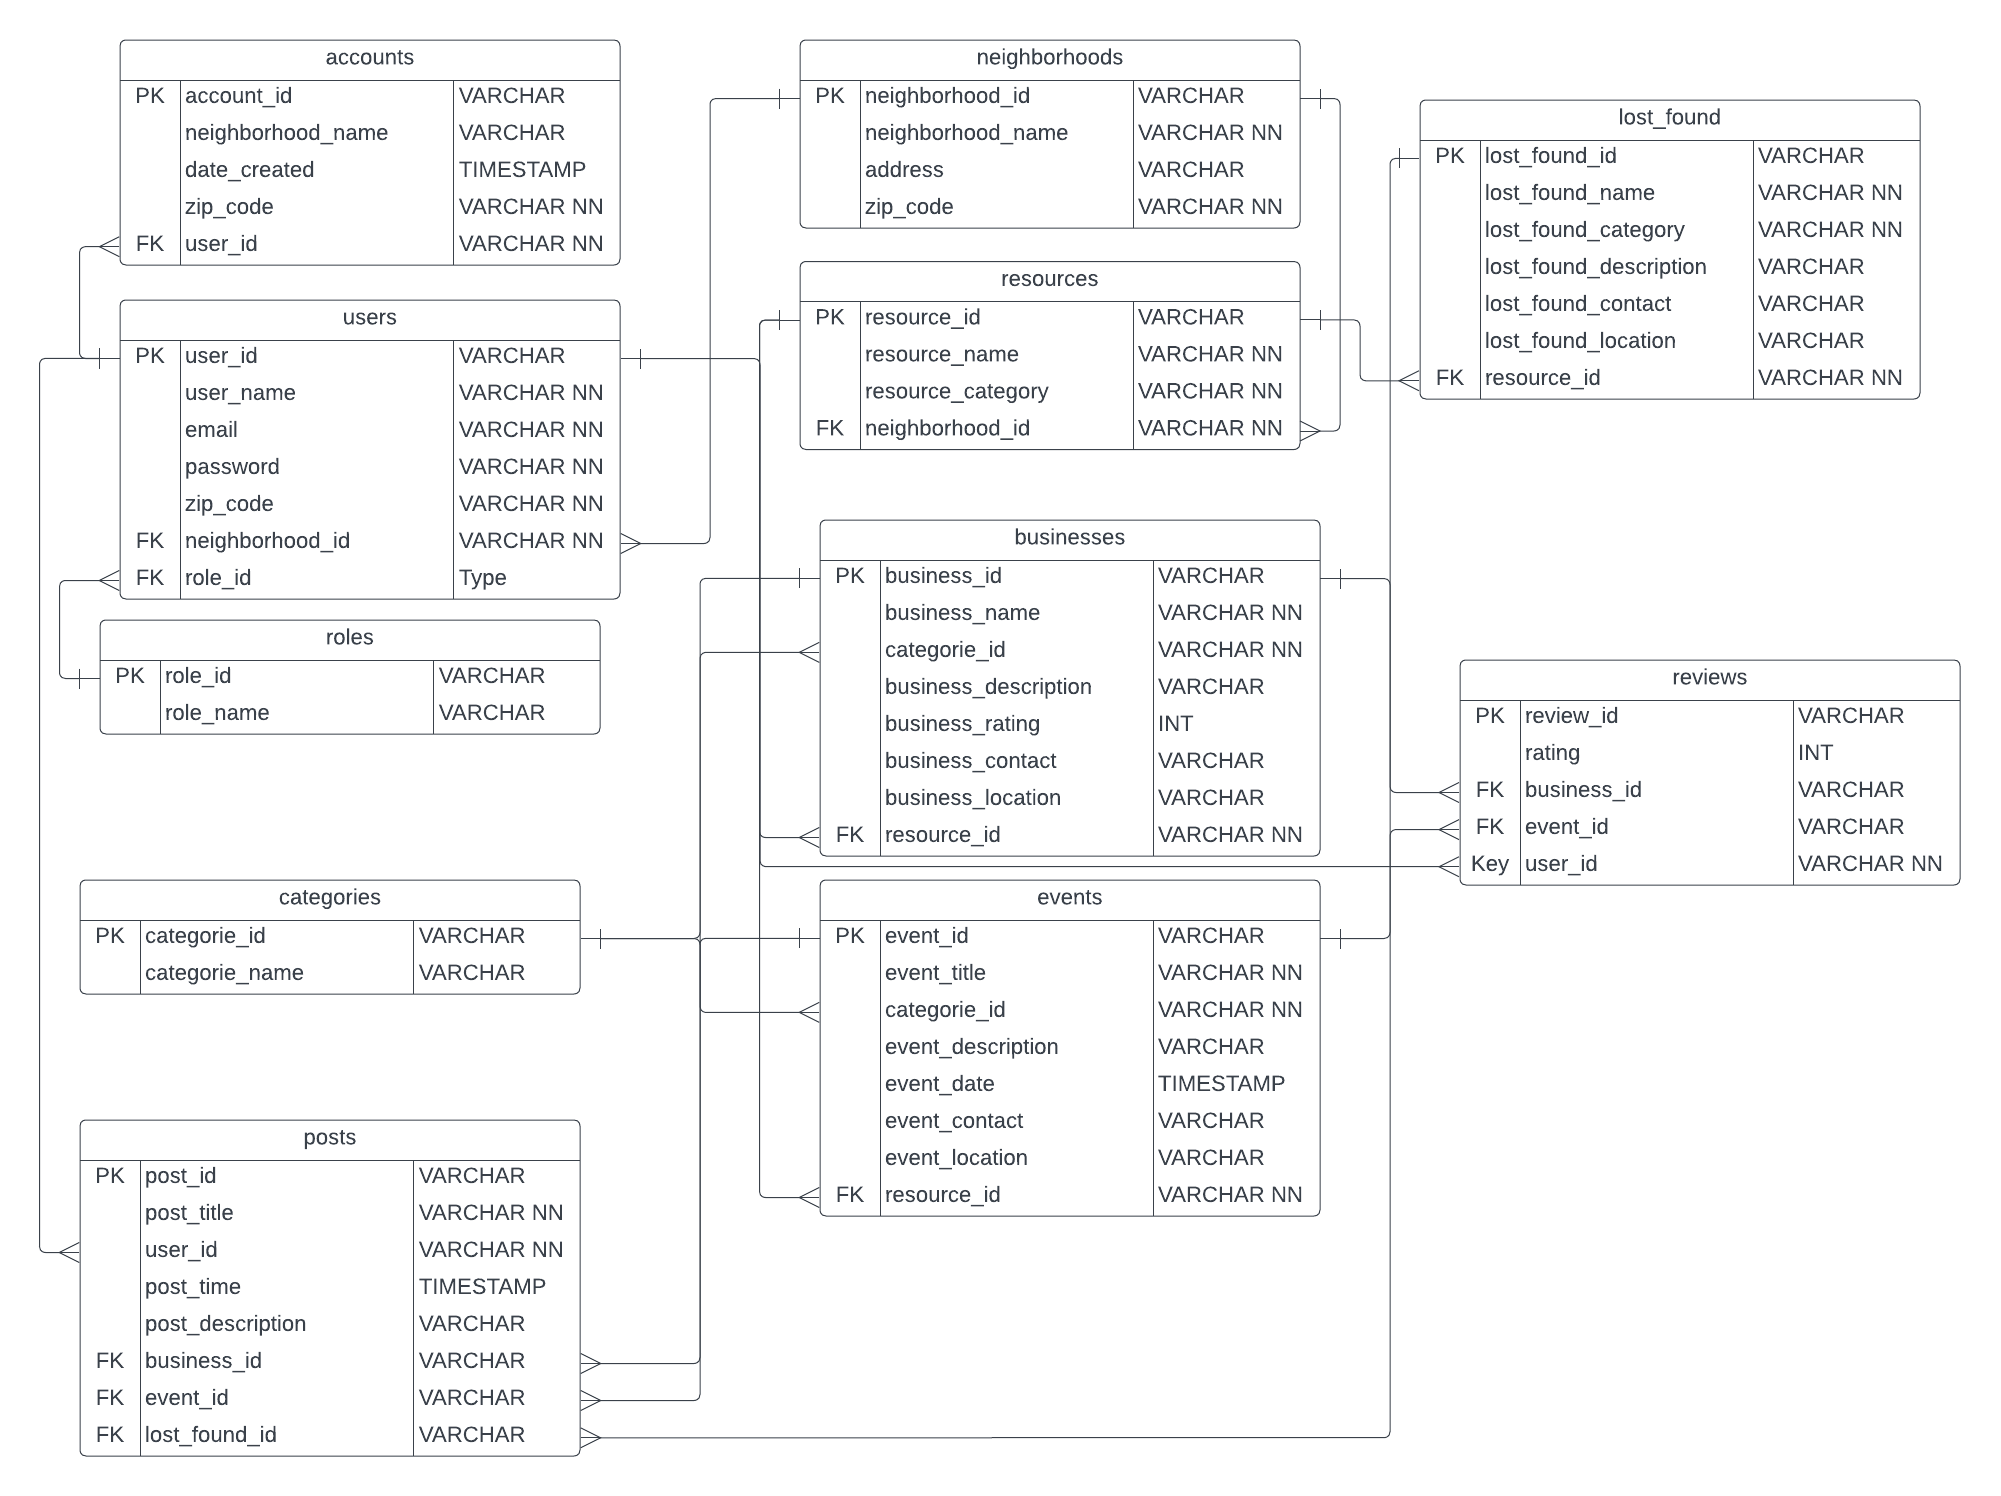 accounts
PK account_id VARCHAR
neighborhood_name VARCHAR
date_created TIMESTAMP
zip_code VARCHAR NN
FK user_id VARCHAR NN
users
PK user_id VARCHAR
user_name VARCHAR NN
email VARCHAR NN
password VARCHAR NN
zip_code VARCHAR NN
FK neighborhood_id VARCHAR NN
FK role_id Type
roles
PK role_id VARCHAR
role_name VARCHAR
categories
PK categorie_id VARCHAR
categorie_name VARCHAR
posts
PK post_id VARCHAR
post_title VARCHAR NN
user_id VARCHAR NN
post_time TIMESTAMP
post_description VARCHAR
FK business_id VARCHAR
FK event_id VARCHAR
FK lost_found_id VARCHAR
neighborhoods
PK neighborhood_id VARCHAR
neighborhood_name VARCHAR NN
address VARCHAR
zip_code VARCHAR NN
resources
PK resource_id VARCHAR
resource_name VARCHAR NN
resource_category VARCHAR NN
FK neighborhood_id VARCHAR NN
businesses
PK business_id VARCHAR
business_name VARCHAR NN
categorie_id VARCHAR NN
business_description VARCHAR
business_rating INT
business_contact VARCHAR
business_location VARCHAR
FK resource_id VARCHAR NN
events
PK event_id VARCHAR
event_title VARCHAR NN
categorie_id VARCHAR NN
event_description VARCHAR
event_date TIMESTAMP
event_contact VARCHAR
event_location VARCHAR
FK resource_id VARCHAR NN
lost_found
PK lost_found_id VARCHAR
lost_found_name VARCHAR NN
lost_found_category VARCHAR NN
lost_found_description VARCHAR
lost_found_contact VARCHAR
lost_found_location VARCHAR
FK resource_id VARCHAR NN
reviews
PK review_id VARCHAR
rating INT
FK business_id VARCHAR
FK event_id VARCHAR
Key user_id VARCHAR NN